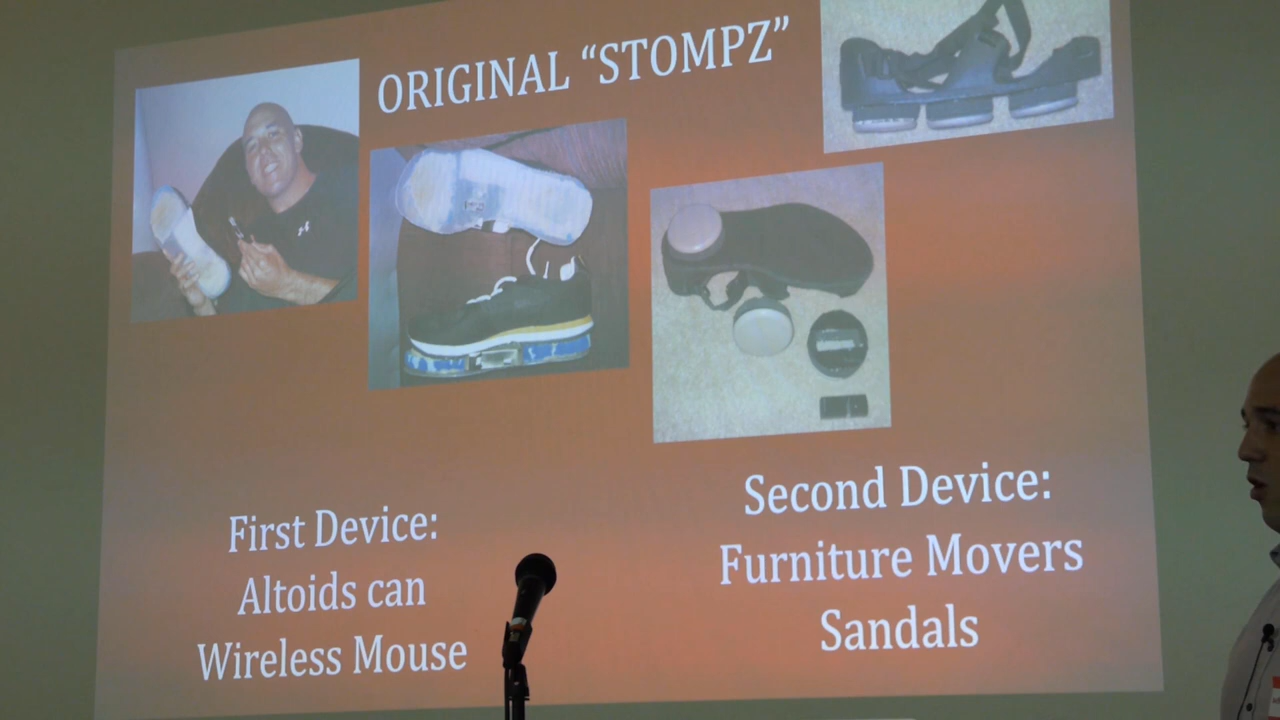 ORIGINAL “STOMPZ”
First Device:
Altoids can
Wireless Mouse
Second Device:
Furniture Movers
Sandals